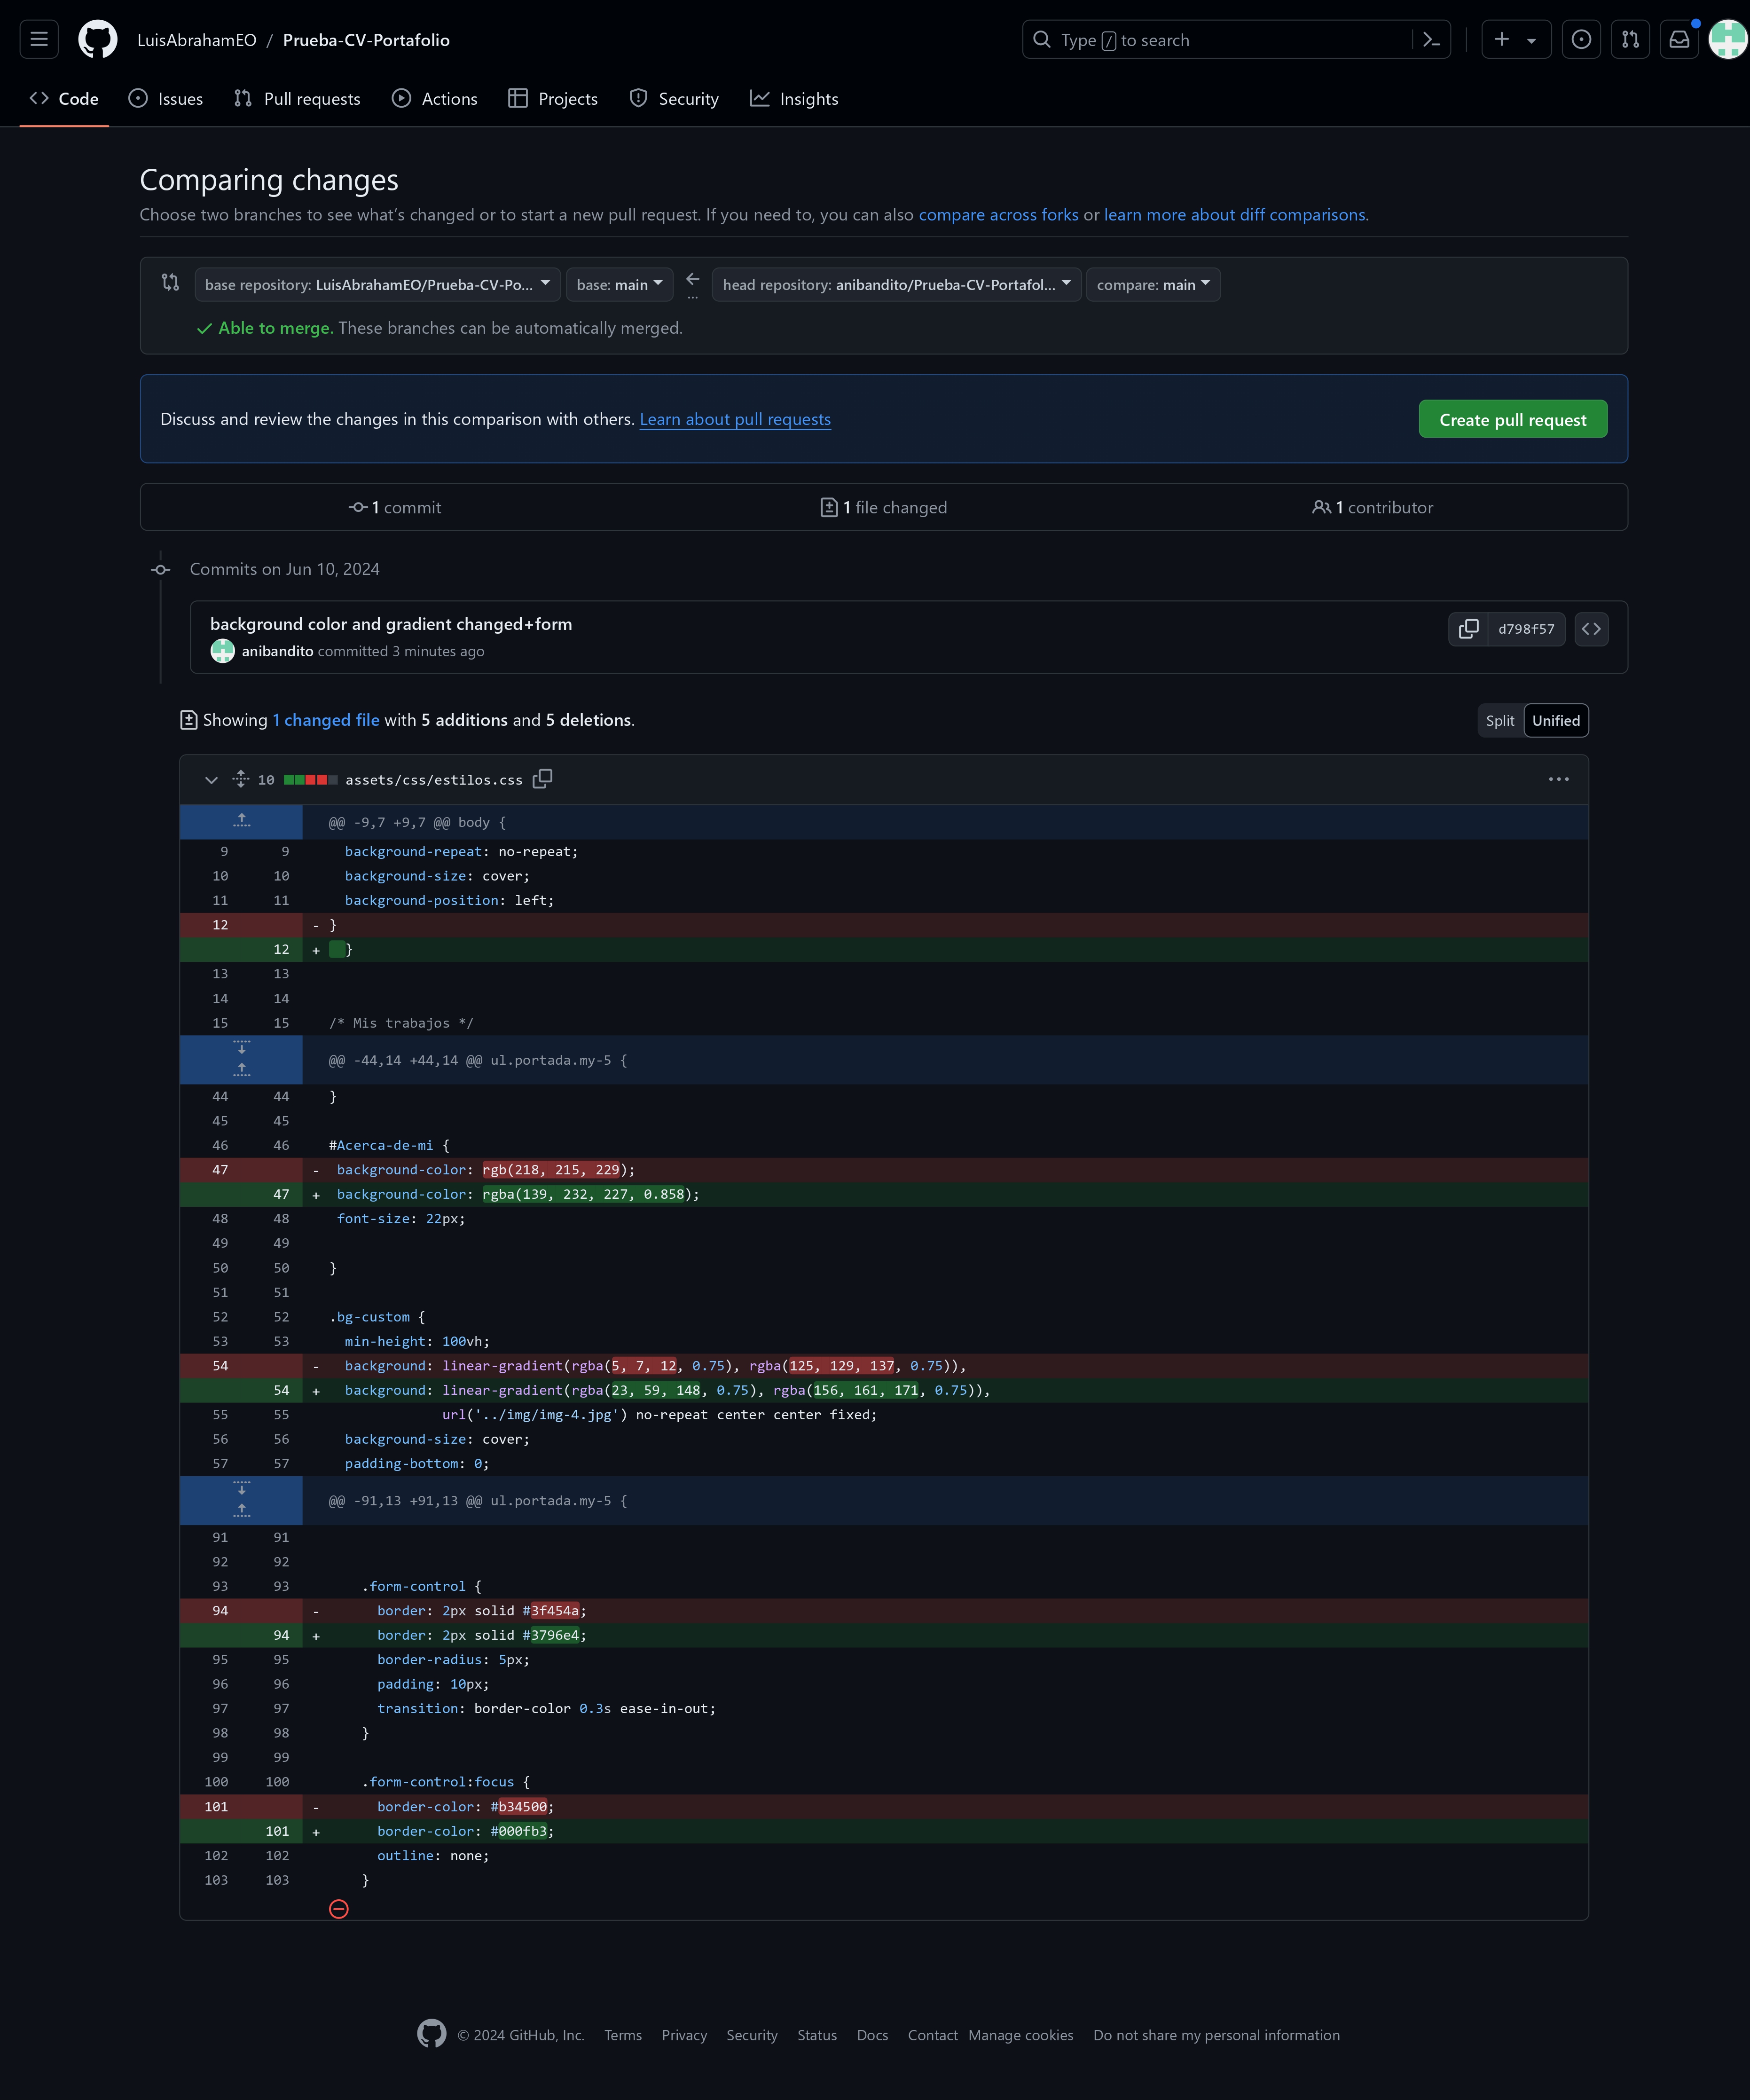 LuisAbrahamEO / Prueba-CV-Portafolio
Type / to search
Code Issues Pull requests Actions Projects Security Insights
Comparing changes
Choose two branches to see what’s changed or to start a new pull request. If you need to, you can also compare across forks or learn more about diff comparisons.
base repository: LuisAbrahamEO/Prueba-CV-Po... base: main ... head repository: anibandito/Prueba-CV-Portafol... compare: main
Able to merge. These branches can be automatically merged.
Discuss and review the changes in this comparison with others. Learn about pull requests
Create pull request
1 commit 1 file changed 1 contributor
Commits on Jun 10, 2024
background color and gradient changed+form
d798f57
anibandito committed 3 minutes ago
Showing 1 changed file with 5 additions and 5 deletions.
Split Unified
10 assets/css/estilos.css
@@ -9,7 +9,7 @@ body {
9 9 background-repeat: no-repeat;
10 10 background-size: cover;
11 11 background-position: left;
12 - }
12 + }
13 13
14 14
15 15 /* Mis trabajos */
@@ -44,14 +44,14 @@ ul.portada.my-5 {
44 44 }
45 45
46 46 #Acerca-de-mi {
47 - background-color: rgb(218, 215, 229);
47 + background-color: rgba(139, 232, 227, 0.858);
48 48 font-size: 22px;
49 49
50 50 }
51 51
52 52 .bg-custom {
53 53 min-height: 100vh;
54 - background: linear-gradient(rgba(5, 7, 12, 0.75), rgba(125, 129, 137, 0.75)),
54 + background: linear-gradient(rgba(23, 59, 148, 0.75), rgba(156, 161, 171, 0.75)),
55 55 url('../img/img-4.jpg') no-repeat center center fixed;
56 56 background-size: cover;
57 57 padding-bottom: 0;
@@ -91,13 +91,13 @@ ul.portada.my-5 {
91 91
92 92
93 93 .form-control {
94 - border: 2px solid #3f454a;
94 + border: 2px solid #3796e4;
95 95 border-radius: 5px;
96 96 padding: 10px;
97 97 transition: border-color 0.3s ease-in-out;
98 98 }
99 99
100 100 .form-control:focus {
101 - border-color: #b34500;
101 + border-color: #000fb3;
102 102 outline: none;
103 103 }
© 2024 GitHub, Inc. Terms Privacy Security Status Docs Contact Manage cookies Do not share my personal information